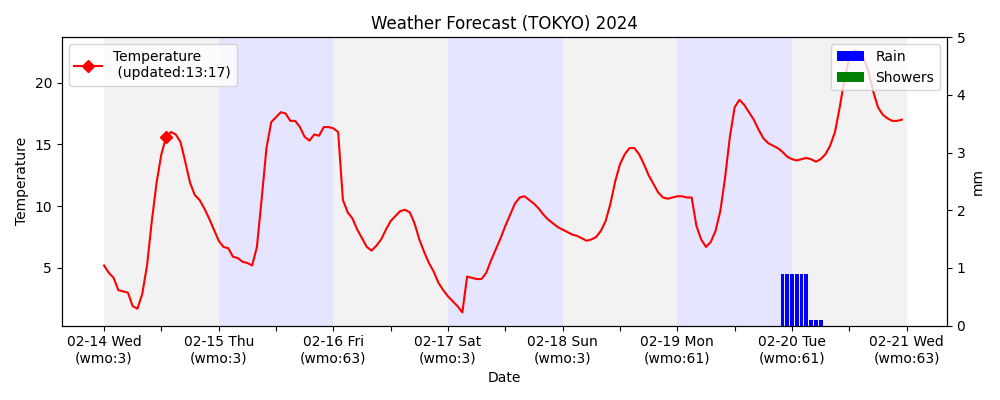 Weather Forecast (TOKYO) 2024
Temperature
(updated:13:17)
Rain
Showers
20
15
10
5
Temperature
5
4
3
2
1
0
mm
02-14 Wed
(wmo:3)
02-15 Thu
(wmo:3)
02-16 Fri
(wmo:63)
02-17 Sat
(wmo:3)
02-18 Sun
(wmo:3)
02-19 Mon
(wmo:61)
02-20 Tue
(wmo:61)
02-21 Wed
(wmo:63)
Date